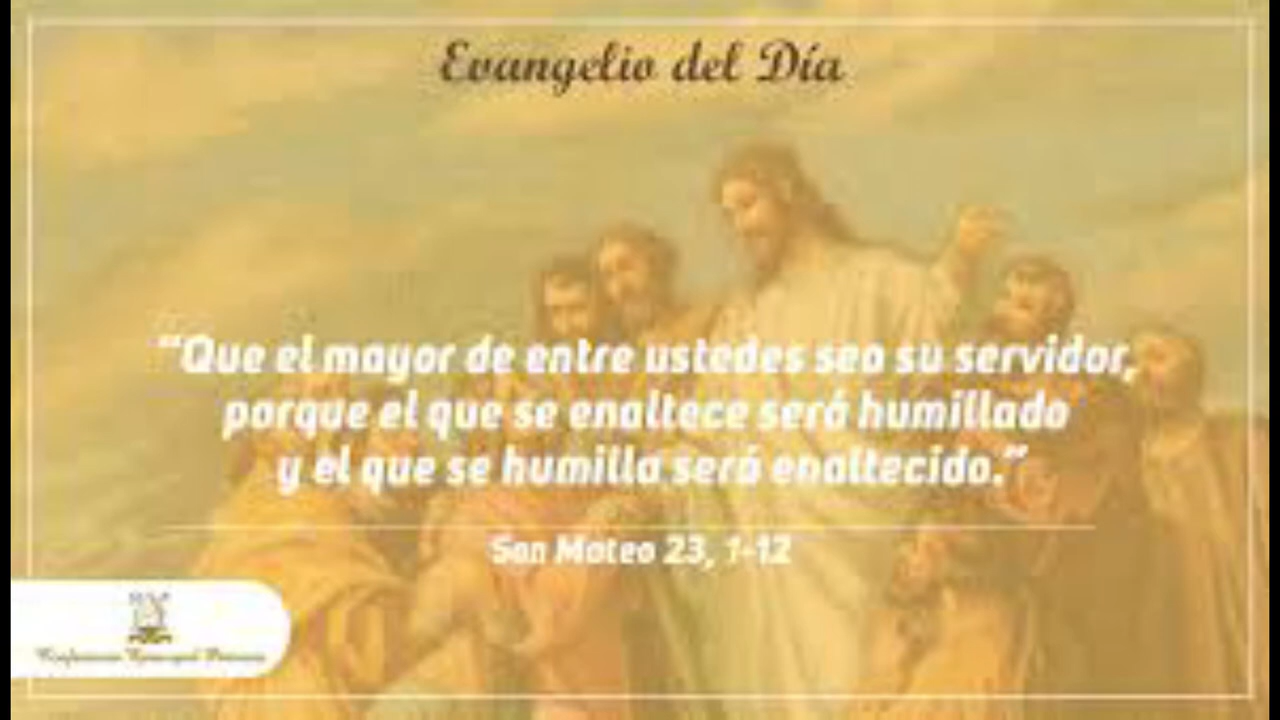 Evangelio del Día
“Que el mayor de entre ustedes sea su servidor,
porque el que se enaltece será humillado
y el que se humilla será enaltecido.”
San Mateo 23, 1-12
Episcopal